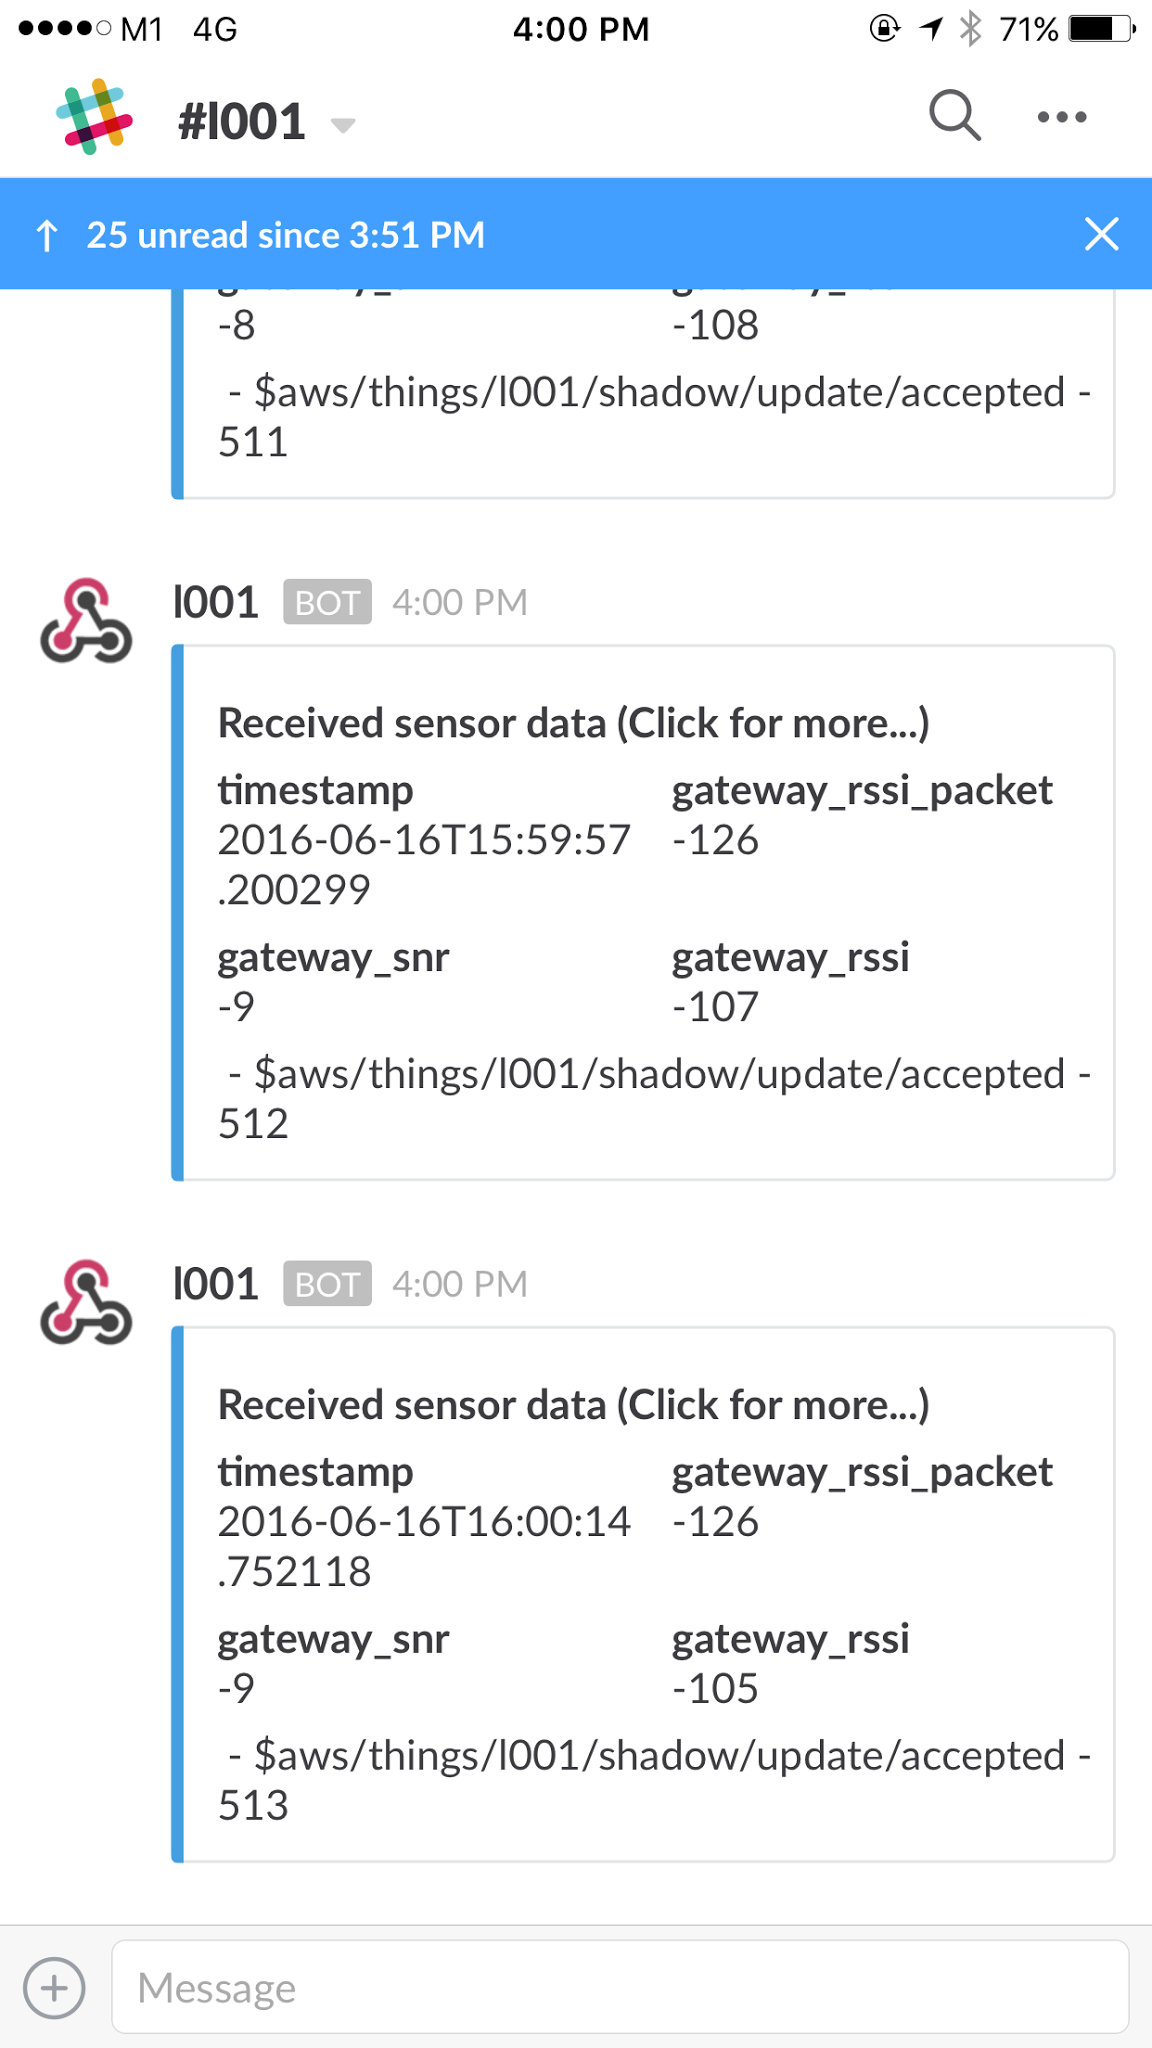 M1 4G 4:00 PM 71%
#l001
↑ 25 unread since 3:51 PM
-8 -108
- $aws/things/l001/shadow/update/accepted -
511
l001 BOT 4:00 PM
Received sensor data (Click for more...)
timestamp gateway_rssi_packet
2016-06-16T15:59:57 -126
.200299
gateway_snr gateway_rssi
-9 -107
- $aws/things/l001/shadow/update/accepted -
512
l001 BOT 4:00 PM
Received sensor data (Click for more...)
timestamp gateway_rssi_packet
2016-06-16T16:00:14 -126
.752118
gateway_snr gateway_rssi
-9 -105
- $aws/things/l001/shadow/update/accepted -
513
Message